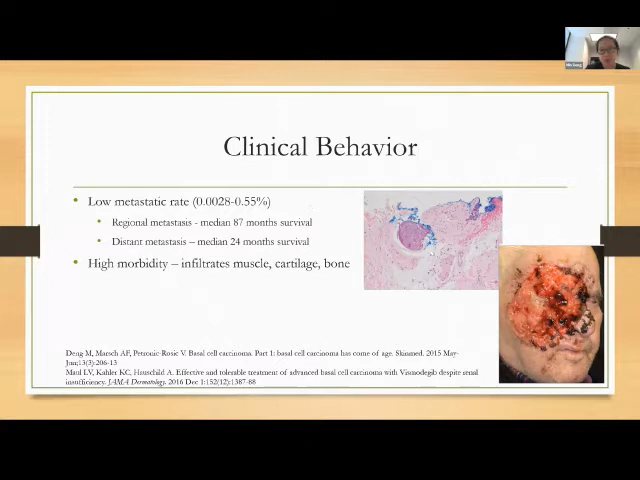 Clinical Behavior
• Low metastatic rate (0.0028-0.55%)
• Regional metastasis - median 87 months survival
• Distant metastasis – median 24 months survival
• High morbidity – infiltrates muscle, cartilage, bone
Deng M, Marsch AF, Petronic-Rosic V. Basal cell carcinoma. Part 1: basal cell carcinoma has come of age. Skinmed. 2015 May-
Jun;13(3):206-13
Maul LV, Kahler KC, Hauschild A. Effective and tolerable treatment of advanced basal cell carcinoma with Vismodegib despite renal
insufficiency. JAMA Dermatology. 2016 Dec 1:152(12):1387-88